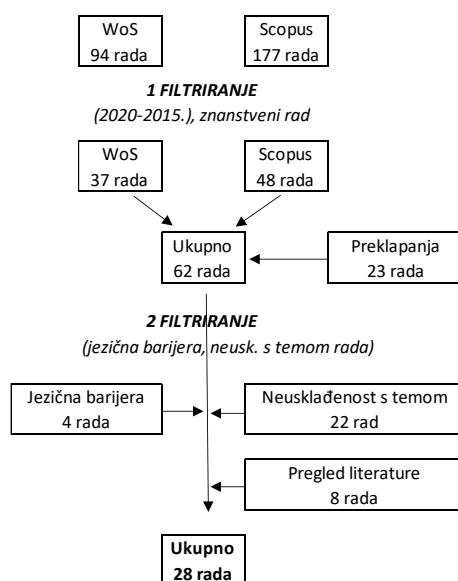 WoS
94 rada
Scopus
177 rada
1 FILTRIRANJE
(2020-2015.), znanstveni rad
WoS
37 rada
Scopus
48 rada
Ukupno
62 rada
Preklapanja
23 rada
2 FILTRIRANJE
(jezična barijera, neusk. s temom rada)
Jezična barijera
4 rada
Neusklađenost s temom
22 rad
Pregled literature
8 rada
Ukupno
28 rada